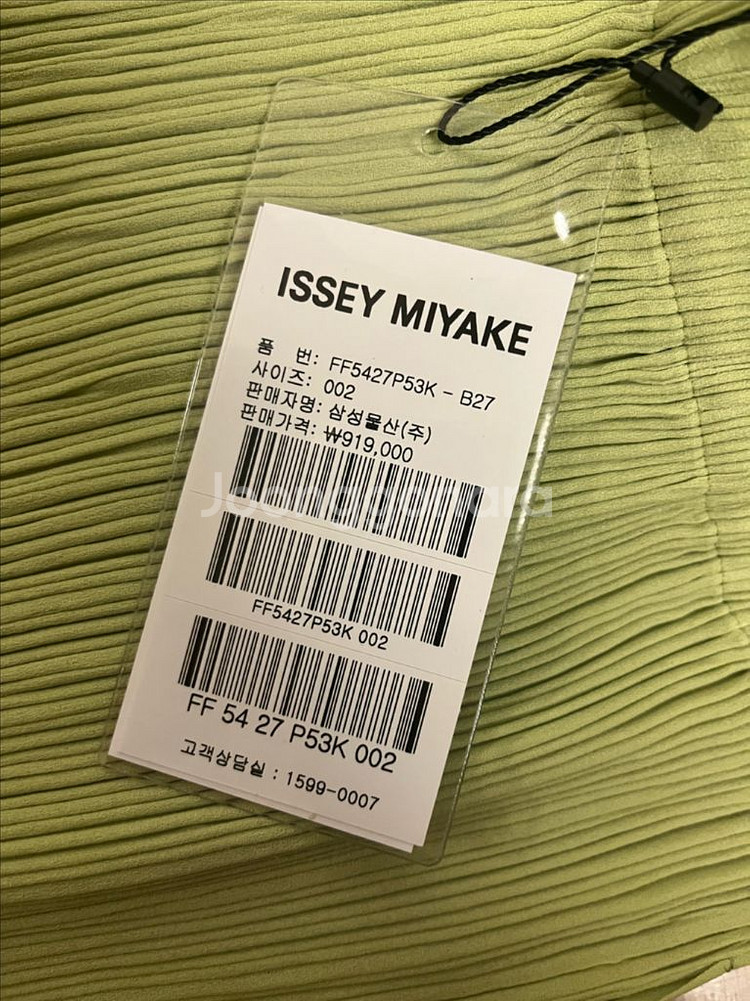 ISSEY MIYAKE
품 번: FF5427P53K - B27
사이즈: 002
판매자명: 삼성물산(주)
판매가격: ₩919,000
Joonggonara
FF5427P53K 002
FF 54 27 P53K 002
고객상담실 : 1599-0007